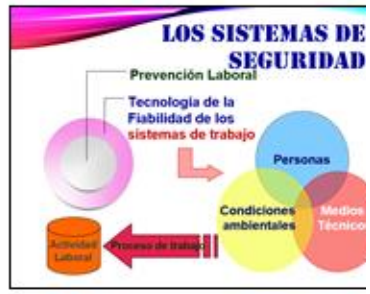 LOS SISTEMAS DE
SEGURIDAD
Prevención Laboral
Tecnología de la
Fiabilidad de los
sistemas de trabajo
Personas
Condiciones
ambientales
Medios
Técnicos
Actividad
Laboral
Proceso de trabajo